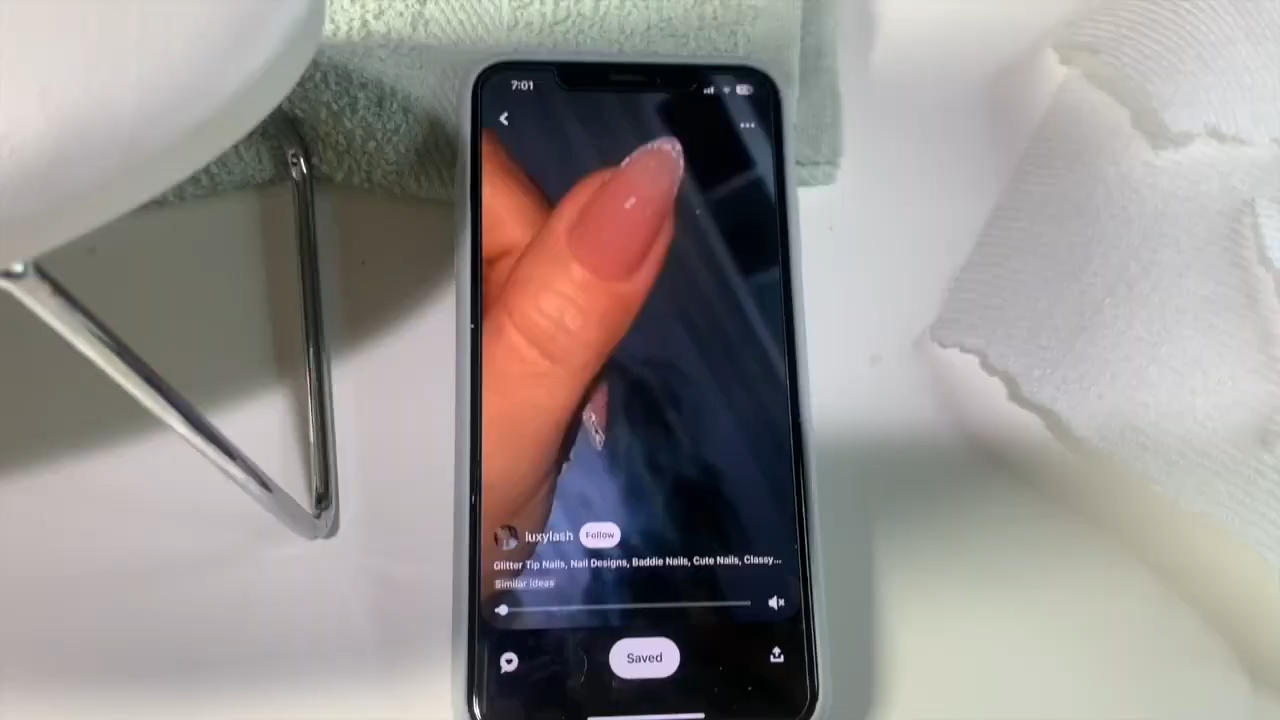 7:01
luxylash Follow
Glitter Tip Nails, Nail Designs, Baddie Nails, Cute Nails, Classy...
Similar ideas
Saved